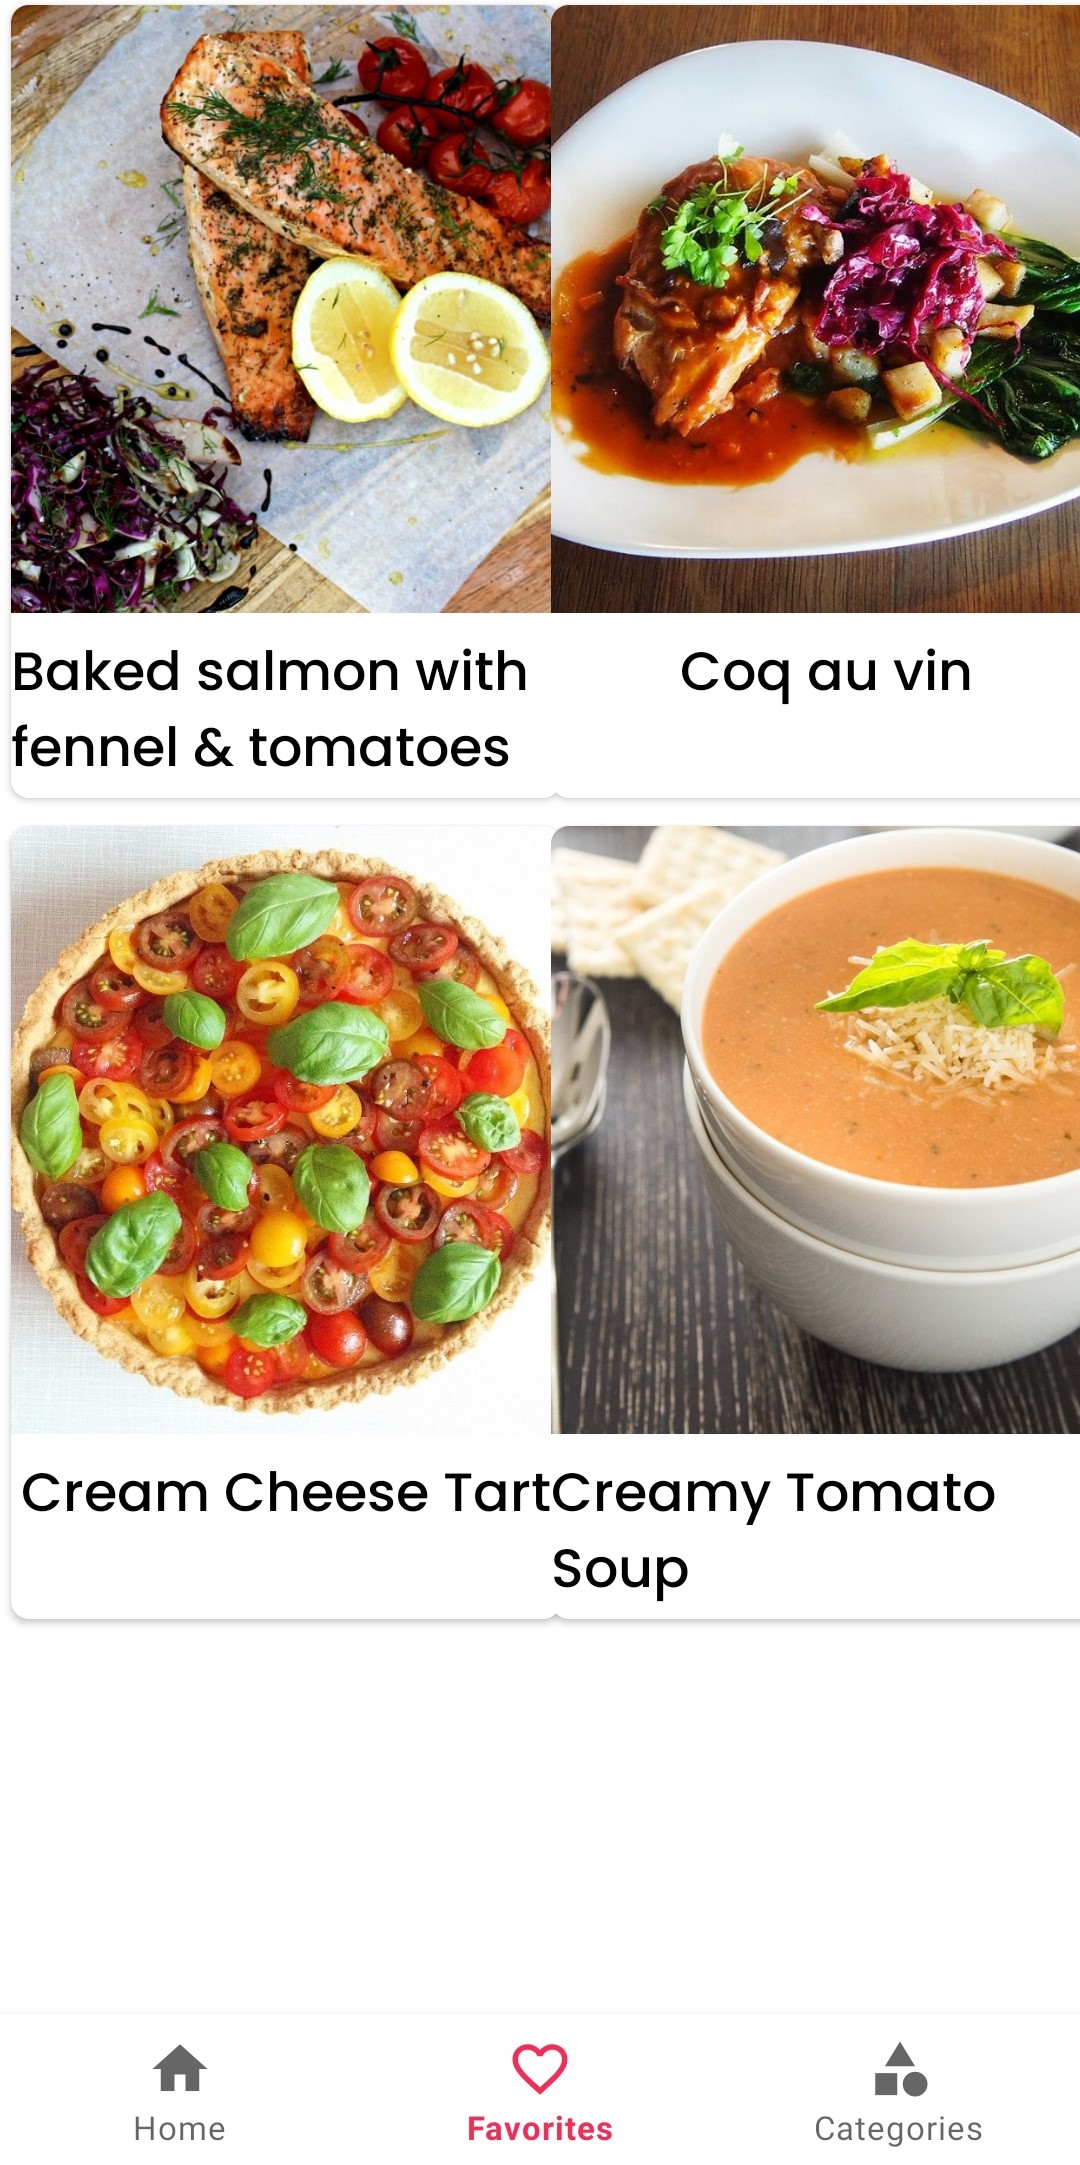 Baked salmon with
fennel & tomatoes
Coq au vin
Cream Cheese Tart
Creamy Tomato
Soup
Home
Favorites
Categories